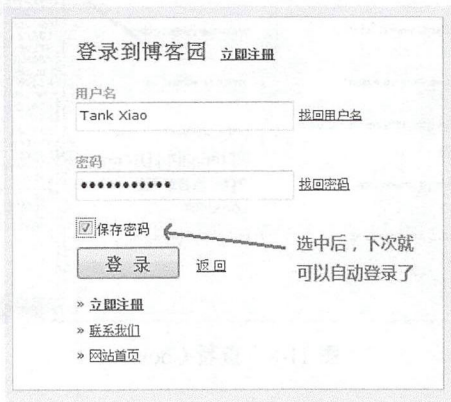 登录到博客园 立即注册
用户名
Tank Xiao 找回用户名
密码
●●●●●●●●●●● 找回密码
保存密码
选中后，下次就
可以自动登录了
登 录 返 回
» 立即注册
» 联系我们
» 网站首页